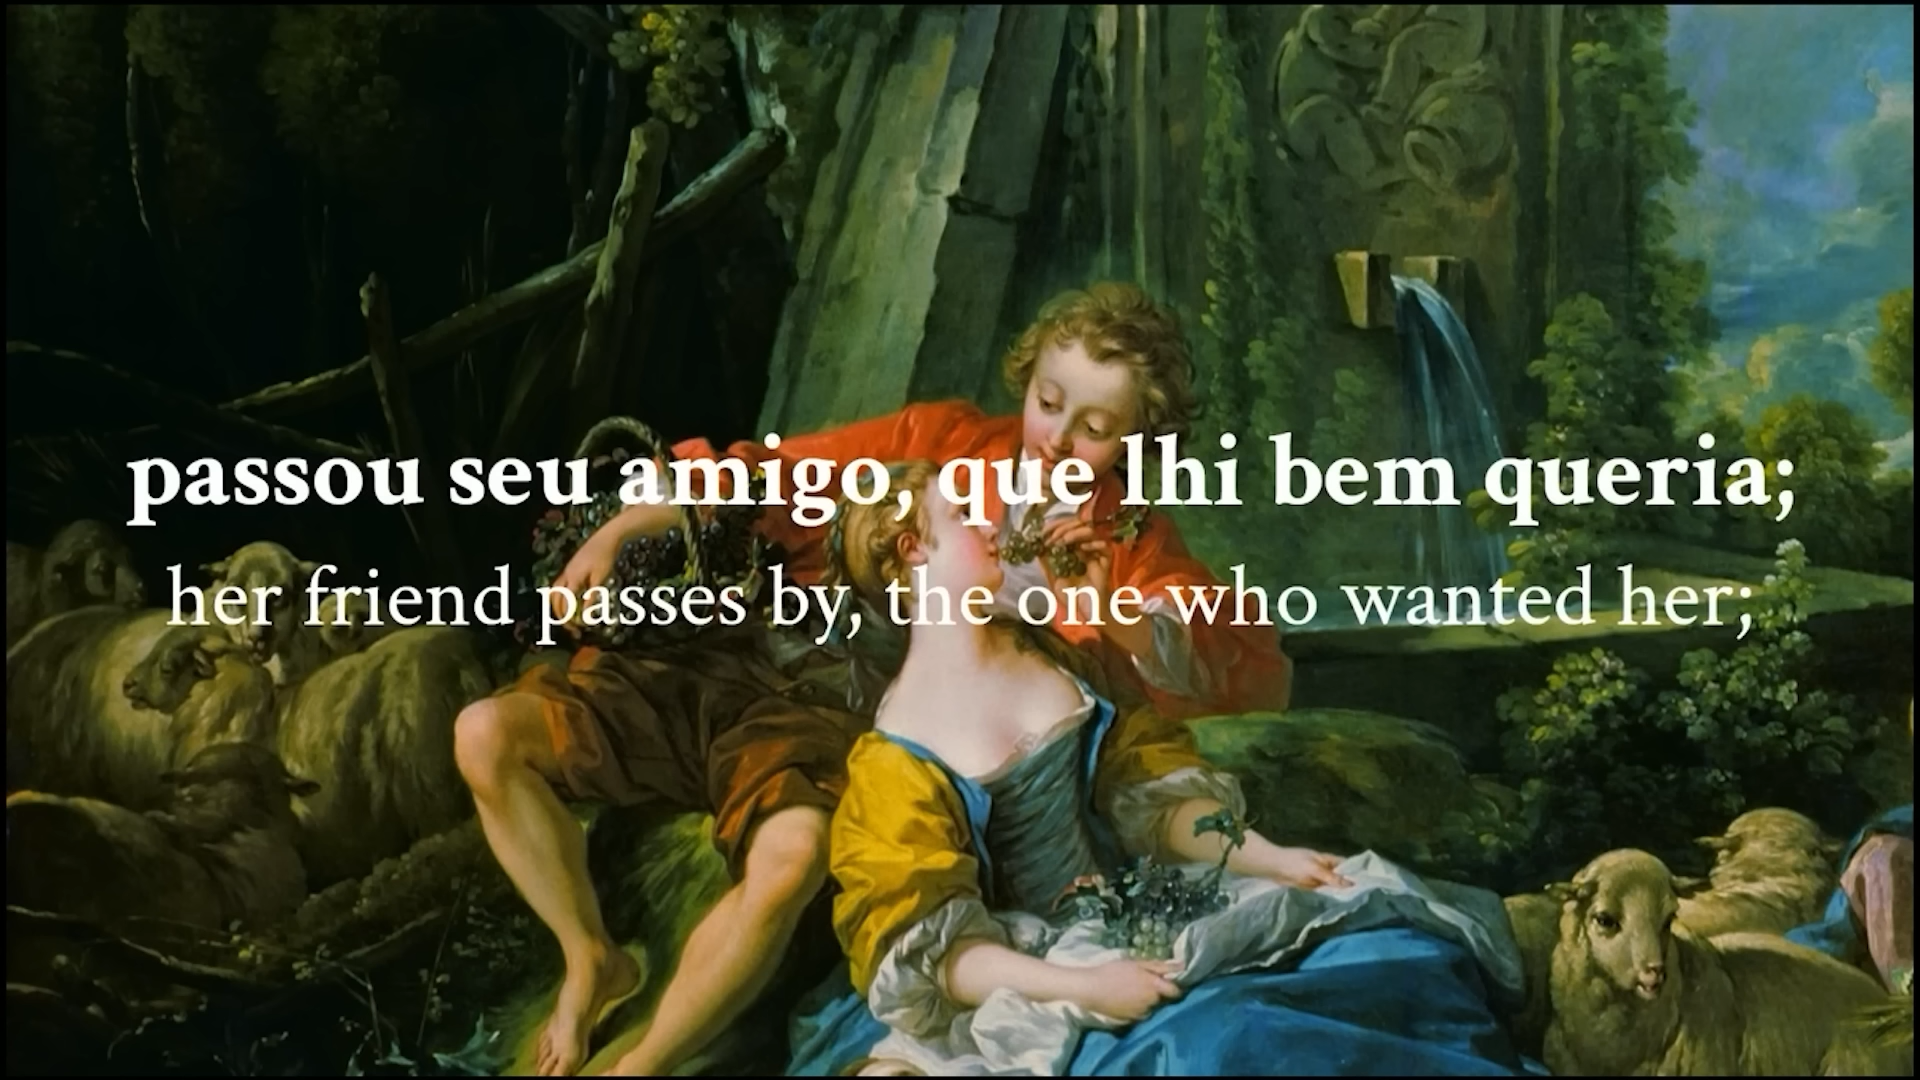 passou seu amigo, que lhi bem queria;
her friend passes by, the one who wanted her;